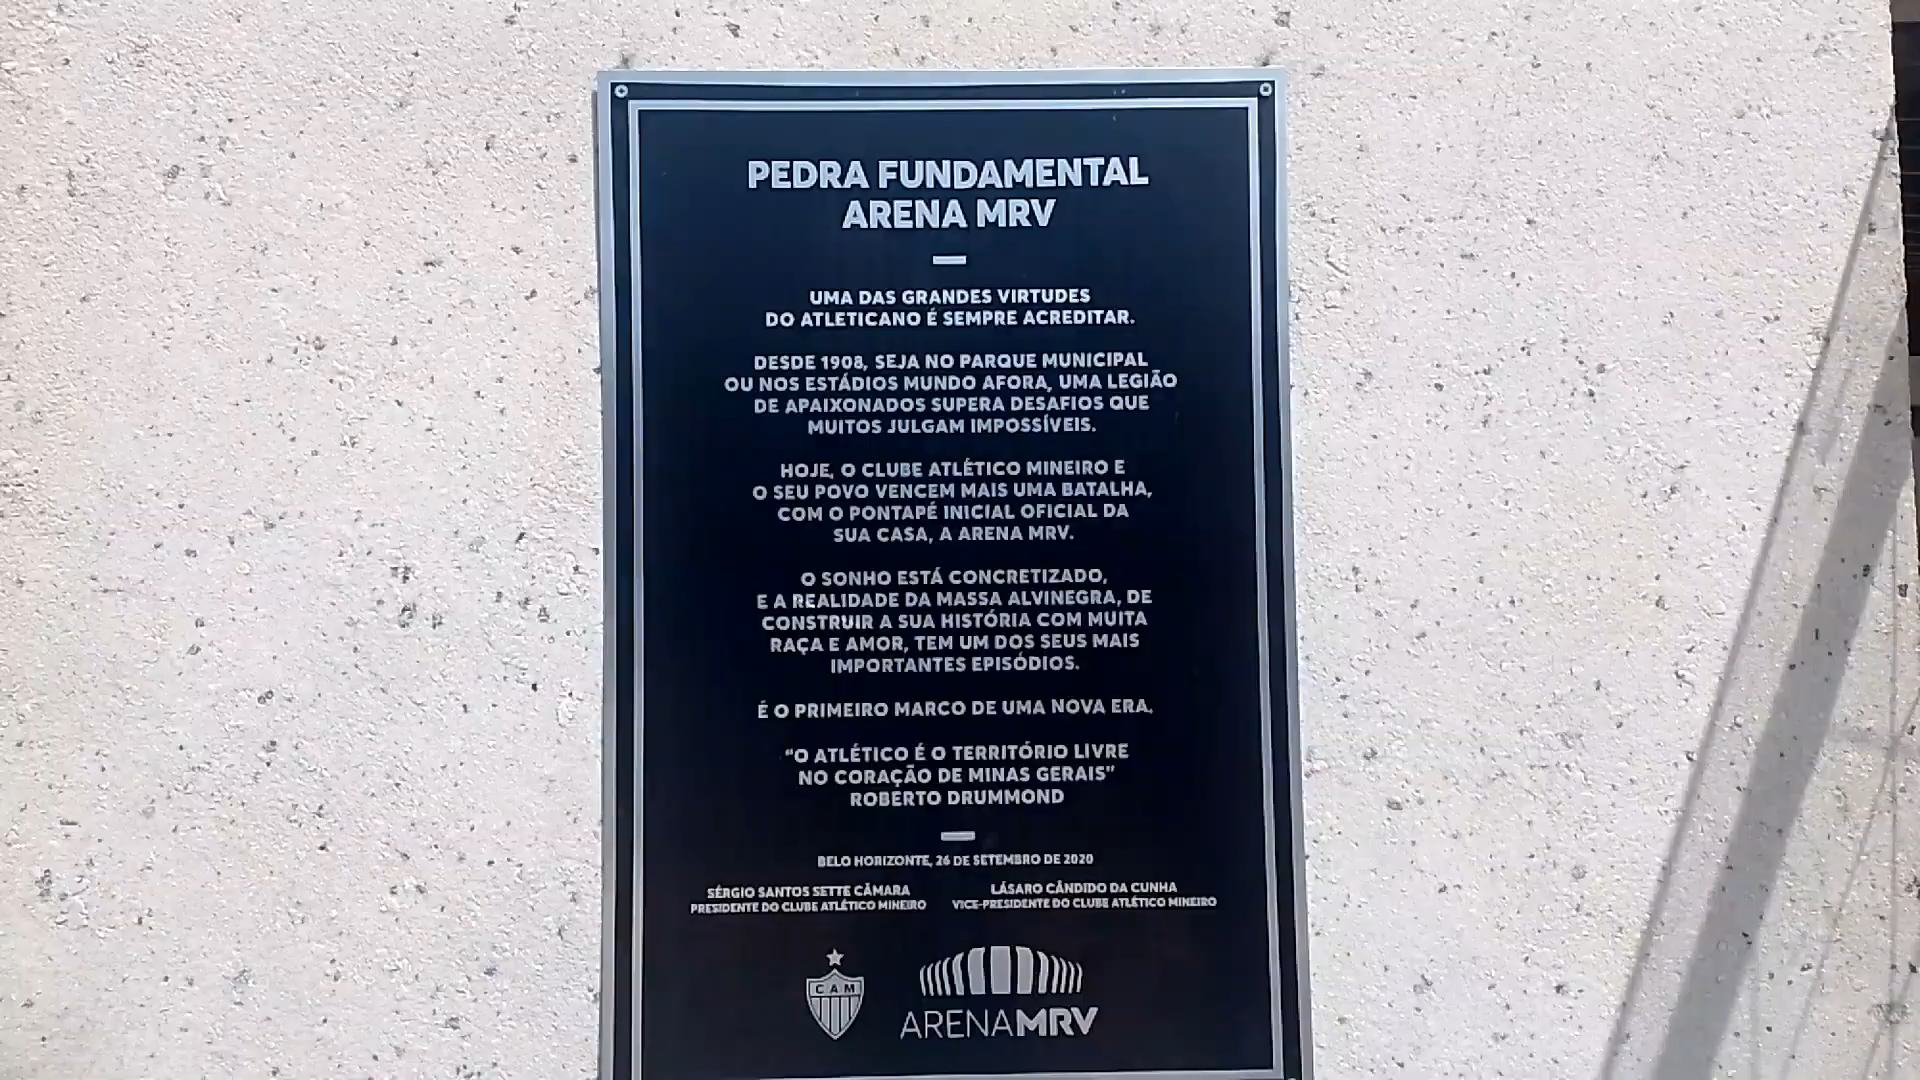 PEDRA FUNDAMENTAL
ARENA MRV
UMA DAS GRANDES VIRTUDES
DO ATLETICANO É SEMPRE ACREDITAR.
DESDE 1908, SEJA NO PARQUE MUNICIPAL
OU NOS ESTÁDIOS MUNDO AFORA, UMA LEGIÃO
DE APAIXONADOS SUPERA DESAFIOS QUE
MUITOS JULGAM IMPOSSÍVEIS.
HOJE, O CLUBE ATLÉTICO MINEIRO E
O SEU POVO VENCEM MAIS UMA BATALHA,
COM O PONTAPÉ INICIAL OFICIAL DA
SUA CASA, A ARENA MRV.
O SONHO ESTÁ CONCRETIZADO,
E A REALIDADE DA MASSA ALVINEGRA, DE
CONSTRUIR A SUA HISTÓRIA COM MUITA
RAÇA E AMOR, TEM UM DOS SEUS MAIS
IMPORTANTES EPISÓDIOS.
É O PRIMEIRO MARCO DE UMA NOVA ERA.
“O ATLÉTICO É O TERRITÓRIO LIVRE
NO CORAÇÃO DE MINAS GERAIS”
ROBERTO DRUMMOND
BELO HORIZONTE, 26 DE SETEMBRO DE 2020
SÉRGIO SANTOS SETTE CÂMARA
PRESIDENTE DO CLUBE ATLÉTICO MINEIRO
LÁSARO CÂNDIDO DA CUNHA
VICE-PRESIDENTE DO CLUBE ATLÉTICO MINEIRO
CAM
ARENAMRV